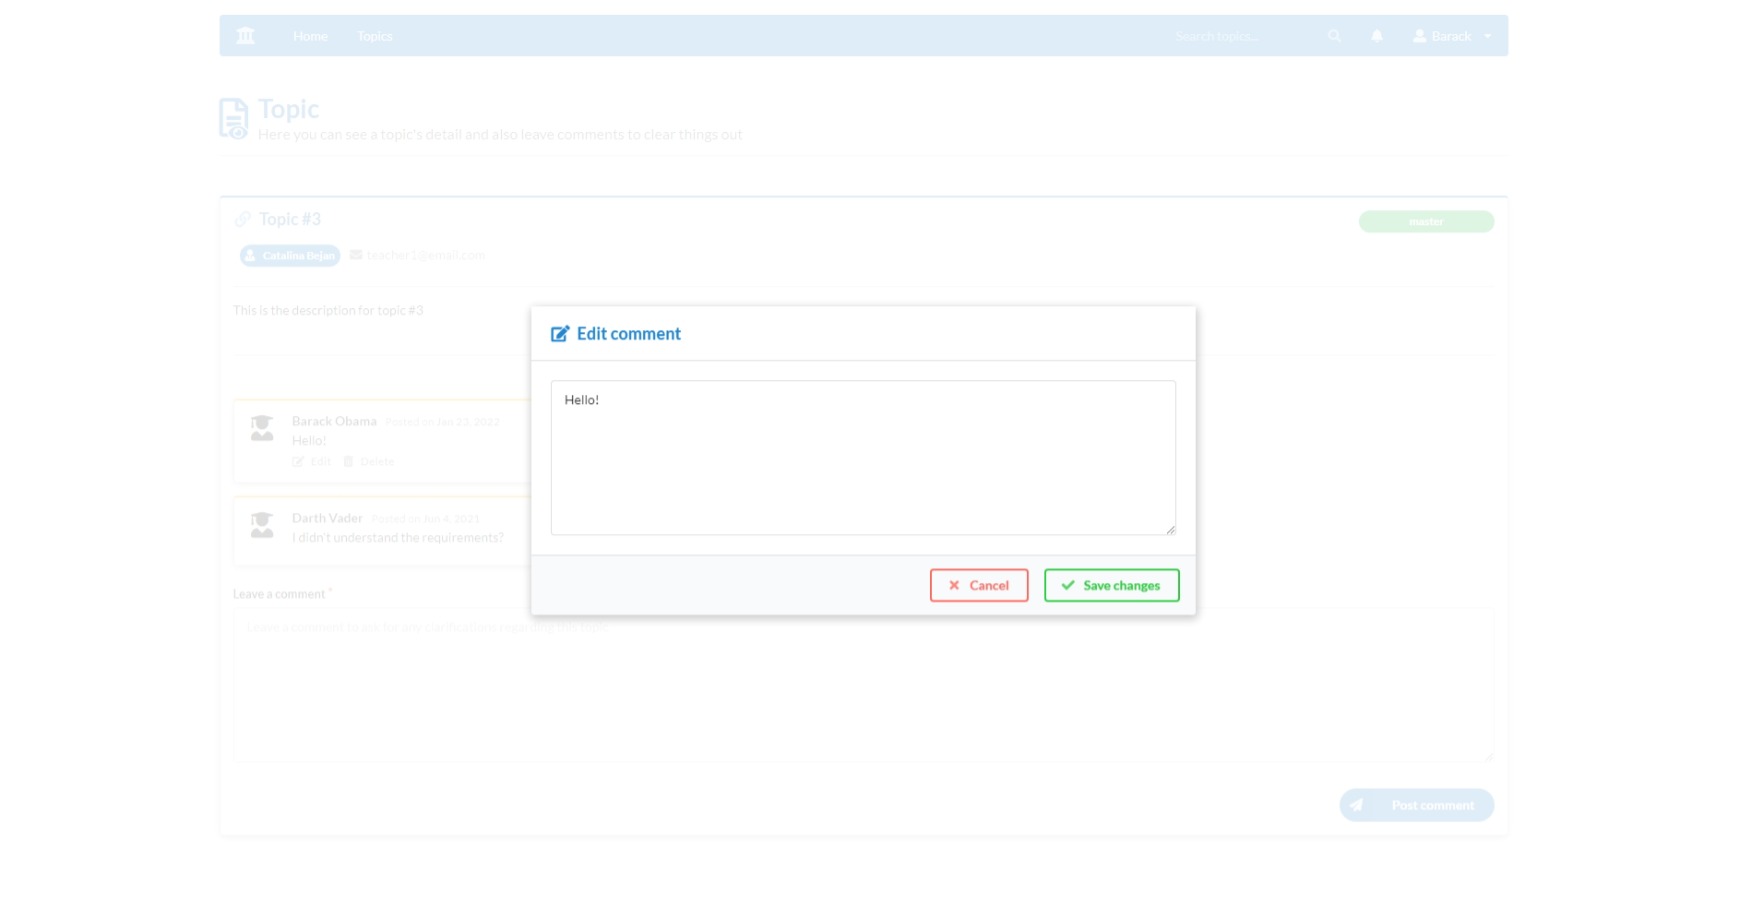 Home Topics Search topics... Barack
Topic
Here you can see a topic's detail and also leave comments to clear things out
Topic #3 master
Catalina Bejan teacher1@email.com
This is the description for topic #3
Edit comment
Hello!
Barack Obama Posted on Jan 23, 2022
Hello!
Edit Delete
Darth Vader Posted on Jun 4, 2021
I didn't understand the requirements?
Cancel Save changes
Leave a comment *
Leave a comment to ask for any clarifications regarding this topic
Post comment